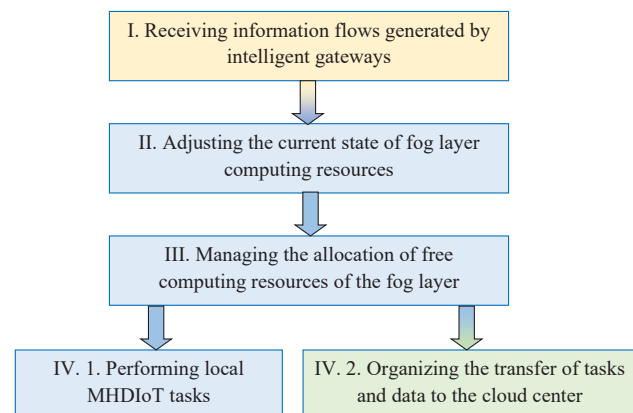 I. Receiving information flows generated by
intelligent gateways
II. Adjusting the current state of fog layer
computing resources
III. Managing the allocation of free
computing resources of the fog layer
IV. 1. Performing local
MHDIoT tasks
IV. 2. Organizing the transfer of tasks
and data to the cloud center